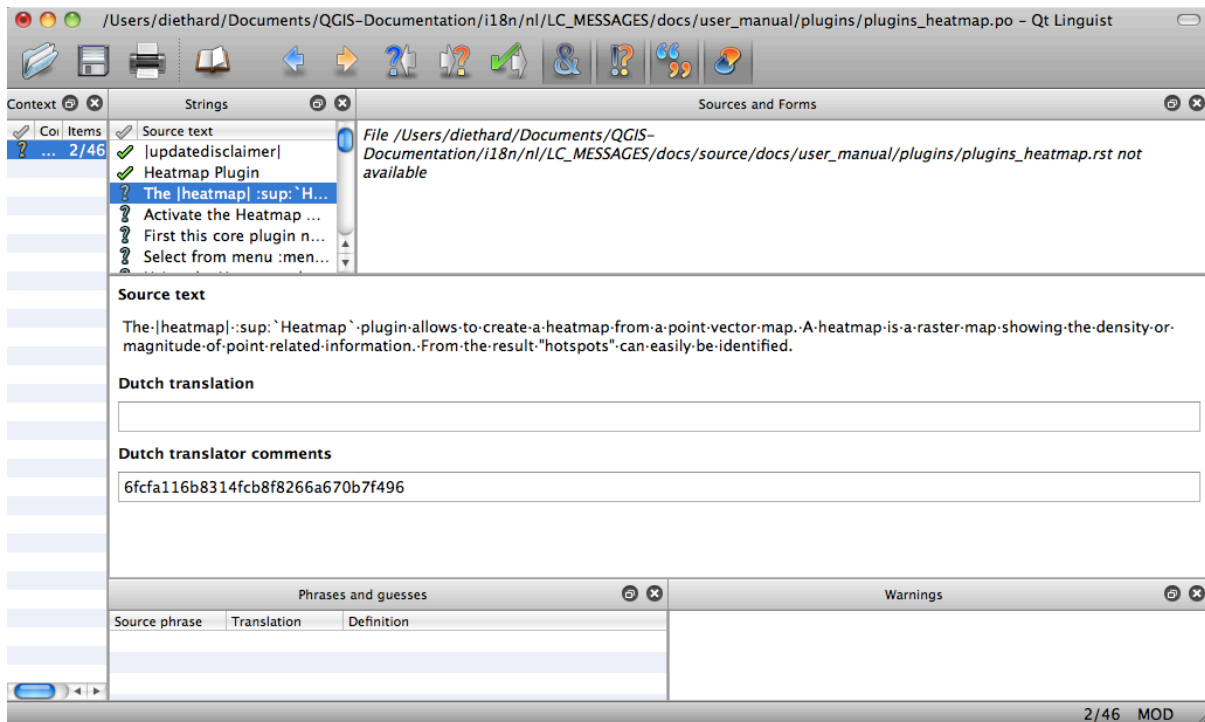 /Users/diethard/Documents/QGIS-Documentation/i18n/nl/LC_MESSAGES/docs/user_manual/plugins/plugins_heatmap.po – Qt Linguist
Context
Strings
Sources and Forms
Coi Items
... 2/46
Source text
|updatedisclaimer|
Heatmap Plugin
The |heatmap| :sup:`H...
Activate the Heatmap ...
First this core plugin n...
Select from menu :men...
File /Users/diethard/Documents/QGIS-
Documentation/i18n/nl/LC_MESSAGES/docs/source/docs/user_manual/plugins/plugins_heatmap.rst not
available
Source text
The·|heatmap|·:sup:`Heatmap`·plugin·allows·to·create·a·heatmap·from·a·point·vector·map.·A·heatmap·is·a·raster·map·showing·the·density·or·
magnitude·of·point·related·information.·From·the·result·"hotspots"·can·easily·be·identified.
Dutch translation
Dutch translator comments
6fcfa116b8314fcb8f8266a670b7f496
Phrases and guesses
Warnings
Source phrase Translation Definition
2/46 MOD